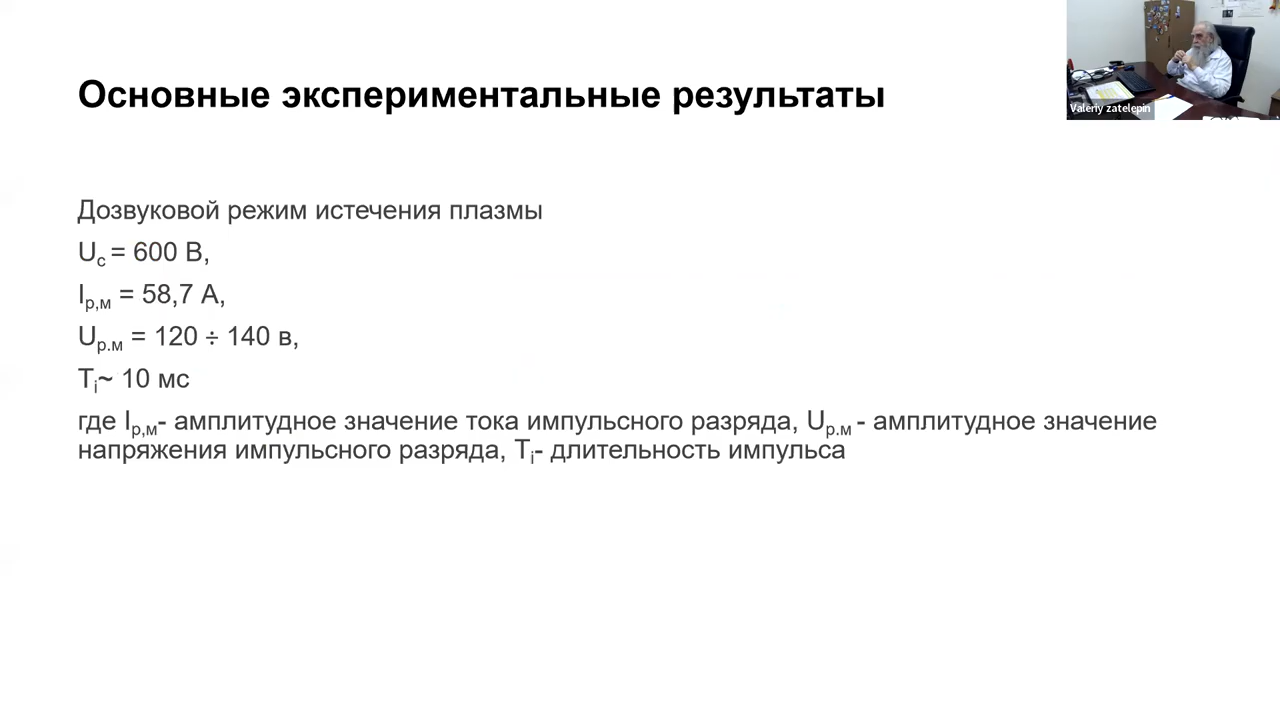 Основные экспериментальные результаты
Valeriy zatelepin
Дозвуковой режим истечения плазмы
Uс = 600 В,
Iр,м = 58,7 А,
Uр.м = 120 ÷ 140 в,
Ti~ 10 мс
где Iр,м- амплитудное значение тока импульсного разряда, Uр.м - амплитудное значение
напряжения импульсного разряда, Ti- длительность импульса